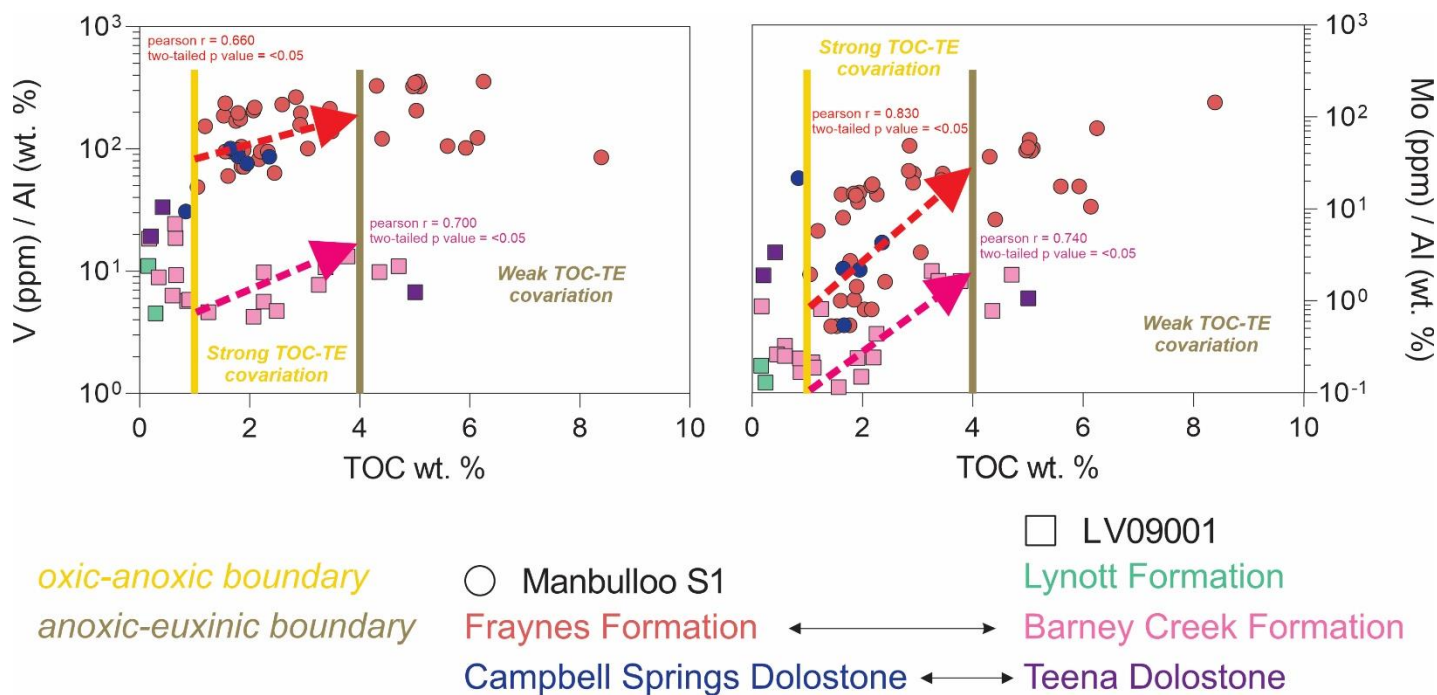 10³
10²
10¹
10⁰
V (ppm) / Al (wt. %)
pearson r = 0.660
two-tailed p value = <0.05
pearson r = 0.700
two-tailed p value = <0.05
Weak TOC-TE
covariation
Strong TOC-TE
covariation
0 2 4 6 8 10
TOC wt. %
Strong TOC-TE
covariation
pearson r = 0.830
two-tailed p value = <0.05
pearson r = 0.740
two-tailed p value = <0.05
Weak TOC-TE
covariation
10³
10²
10¹
10⁰
10⁻¹
Mo (ppm) / Al (wt. %)
0 2 4 6 8 10
TOC wt. %
oxic-anoxic boundary
anoxic-euxinic boundary
Manbulloo S1
Fraynes Formation
Campbell Springs Dolostone
LV09001
Lynott Formation
Barney Creek Formation
Teena Dolostone